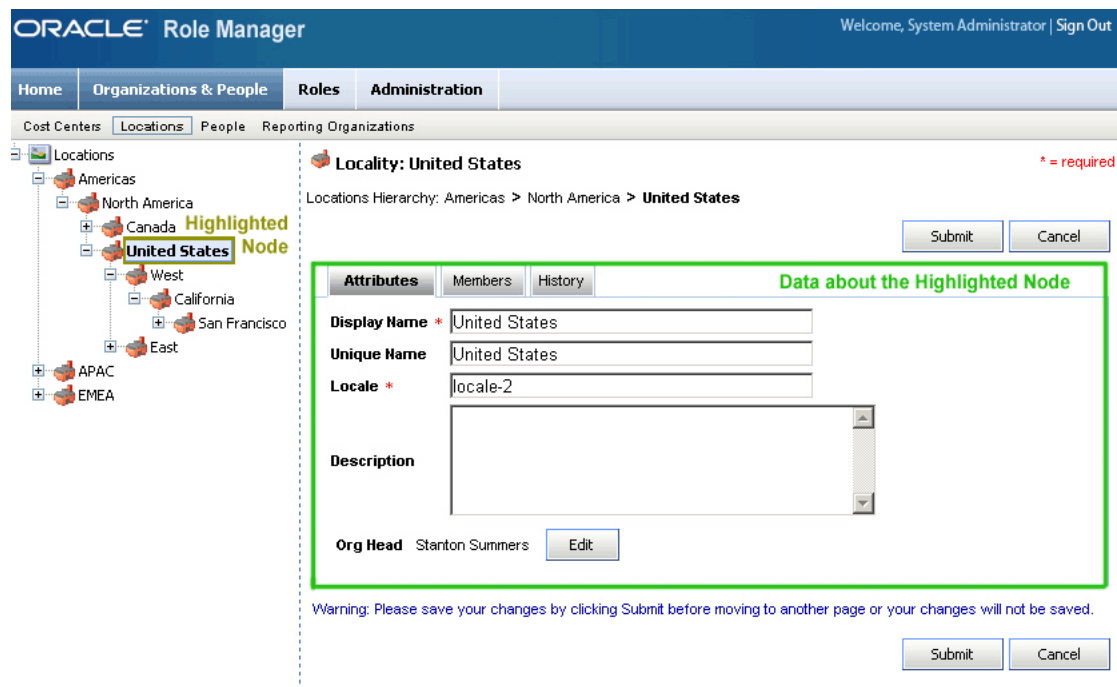 ORACLE Role Manager
Welcome, System Administrator | Sign Out
Home Organizations & People Roles Administration
Cost Centers Locations People Reporting Organizations
Locations
Americas
North America
Canada
Highlighted Node
United States
West
California
San Francisco
East
APAC
EMEA
Locality: United States
* = required
Locations Hierarchy: Americas > North America > United States
Submit Cancel
Attributes Members History
Data about the Highlighted Node
Display Name * United States
Unique Name United States
Locale * locale-2
Description
Org Head Stanton Summers Edit
Warning: Please save your changes by clicking Submit before moving to another page or your changes will not be saved.
Submit Cancel